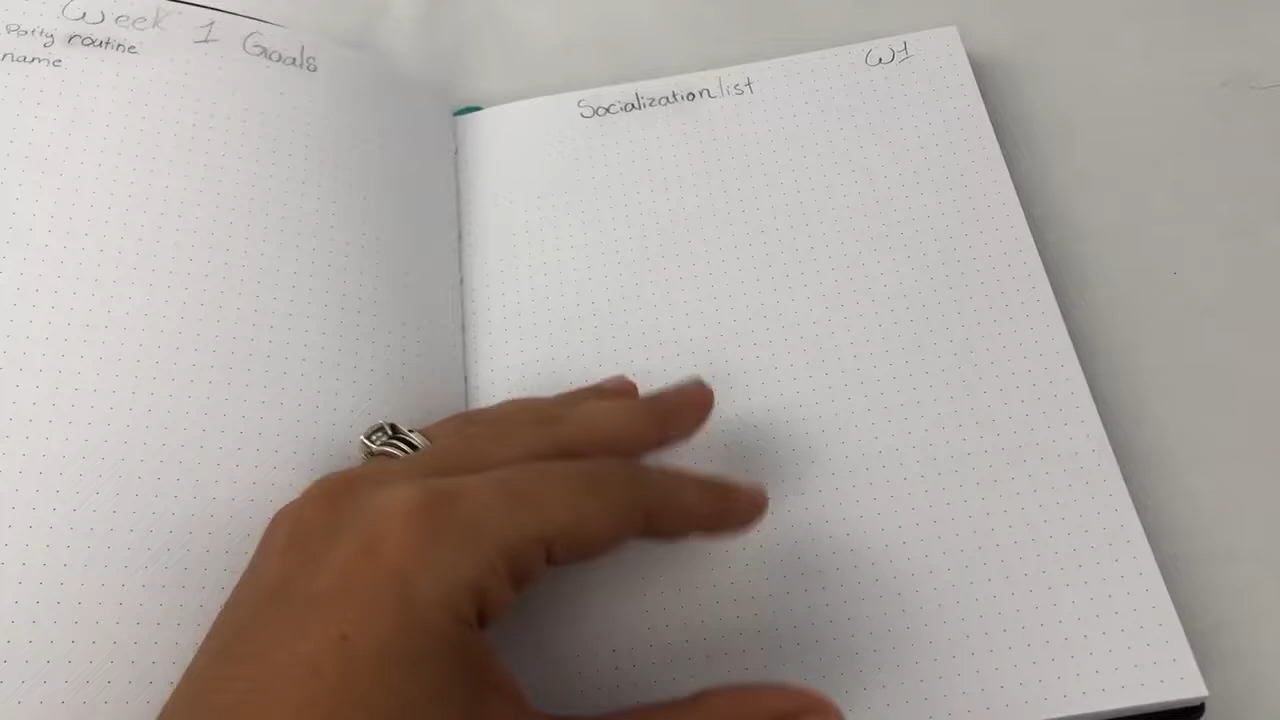 Week 1 Goals
Potty routine
name
W1
Socialization list